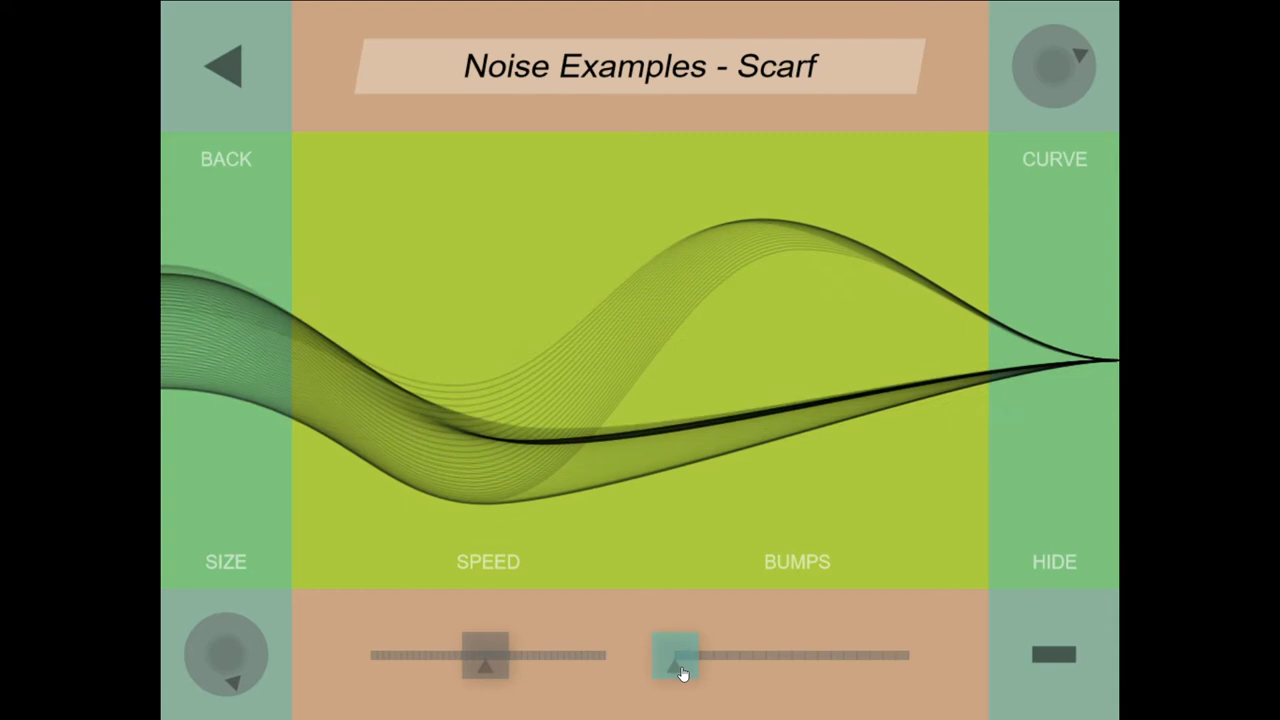 Noise Examples - Scarf
BACK
CURVE
SIZE
SPEED
BUMPS
HIDE